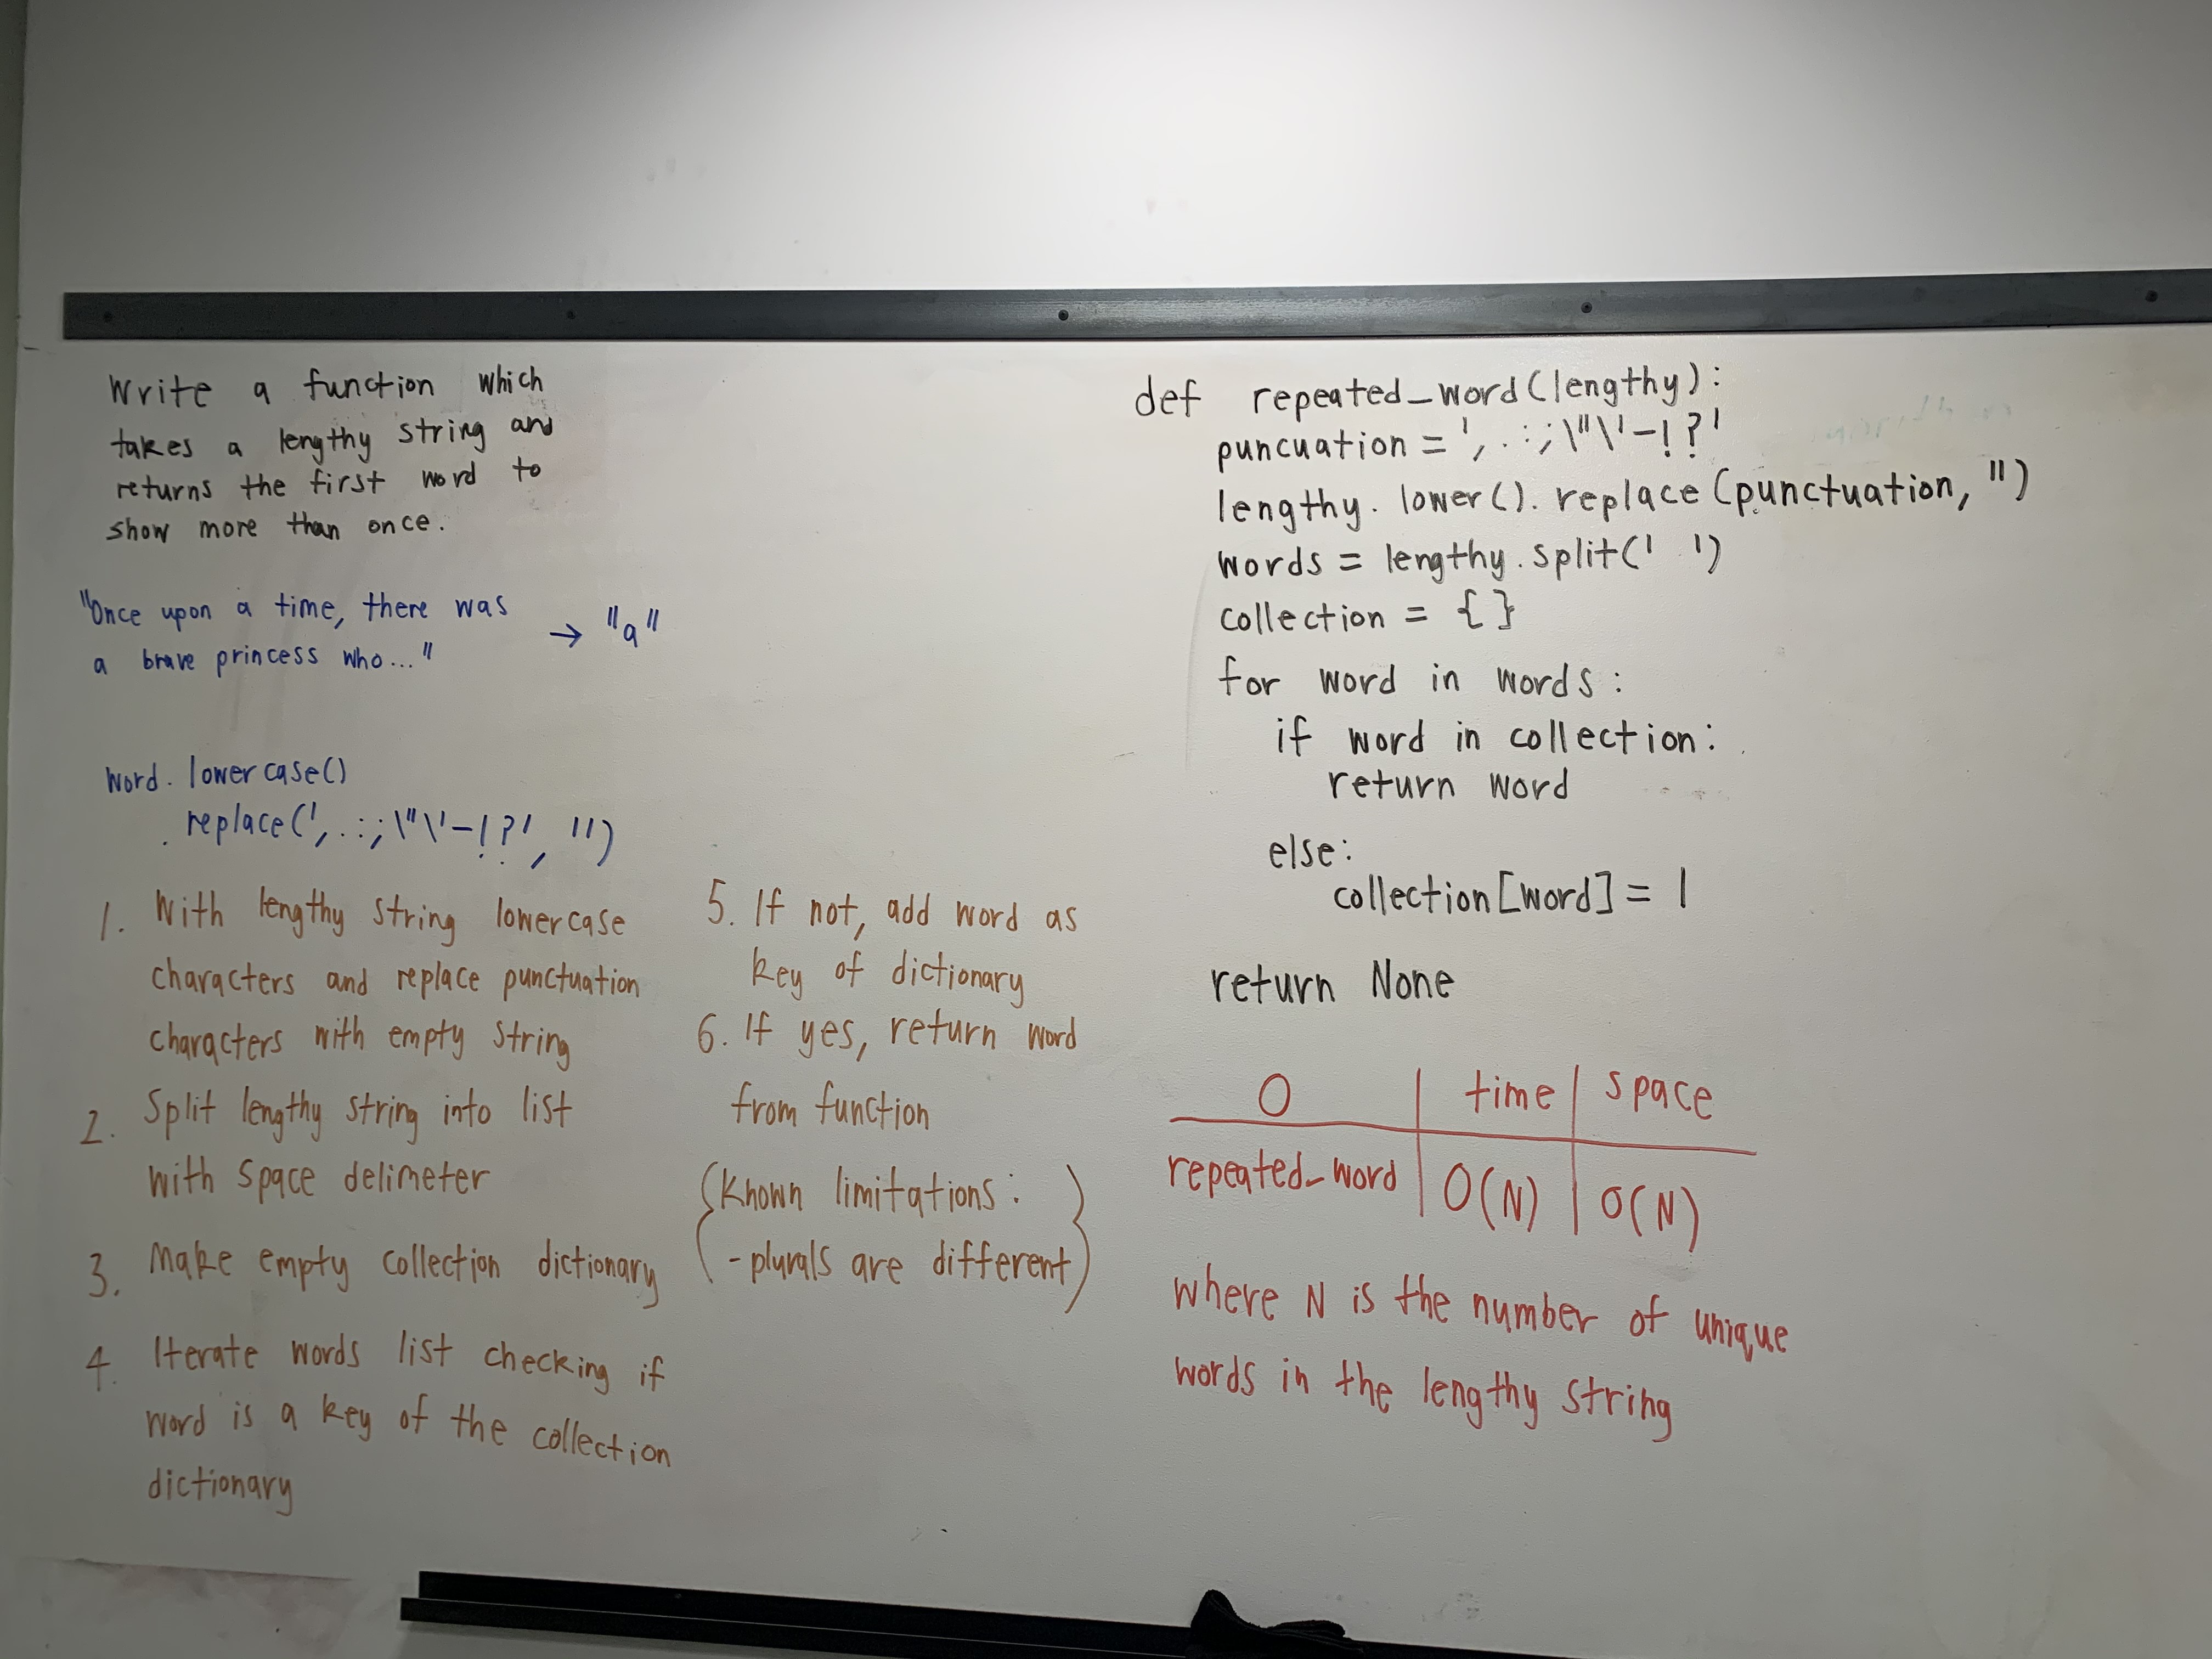 Write a function which
takes a lengthy string and
returns the first word to
show more than once.
"Once upon a time, there was
a brave princess who..."
→ "a"
word. lowercase()
. replace(',.:;\"\'-!?', '')
1. With lengthy string lowercase
characters and replace punctuation
characters with empty string
2. Split lengthy string into list
with space delimeter
3. Make empty collection dictionary
4. Iterate words list checking if
word is a key of the collection
dictionary
5. If not, add word as
key of dictionary
6. If yes, return word
from function
{Known limitations:
- plurals are different}
def repeated_word(lengthy):
puncuation = ',.:;\"\'-!?'
lengthy. lower(). replace(punctuation, '')
words = lengthy.split(' ')
collection = {}
for word in words:
if word in collection:
return word
else:
collection[word] = 1
return None
O | time | space
repeated_word | O(N) | O(N)
where N is the number of unique
words in the lengthy string